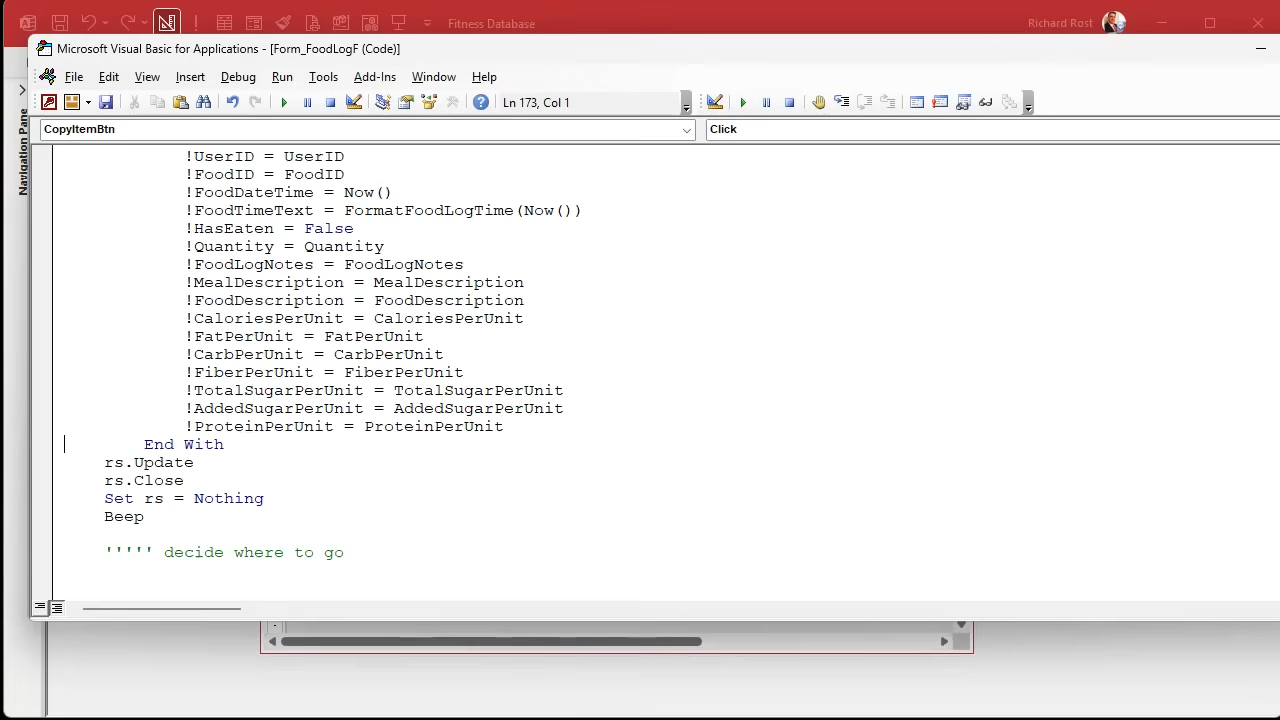 Fitness Database
Richard Rost
Microsoft Visual Basic for Applications - [Form_FoodLogF (Code)]
File Edit View Insert Debug Run Tools Add-Ins Window Help
Ln 173, Col 1
CopyItemBtn
Click
Navigation Pane
!UserID = UserID
!FoodID = FoodID
!FoodDateTime = Now()
!FoodTimeText = FormatFoodLogTime(Now())
!HasEaten = False
!Quantity = Quantity
!FoodLogNotes = FoodLogNotes
!MealDescription = MealDescription
!FoodDescription = FoodDescription
!CaloriesPerUnit = CaloriesPerUnit
!FatPerUnit = FatPerUnit
!CarbPerUnit = CarbPerUnit
!FiberPerUnit = FiberPerUnit
!TotalSugarPerUnit = TotalSugarPerUnit
!AddedSugarPerUnit = AddedSugarPerUnit
!ProteinPerUnit = ProteinPerUnit
End With
rs.Update
rs.Close
Set rs = Nothing
Beep
''''' decide where to go